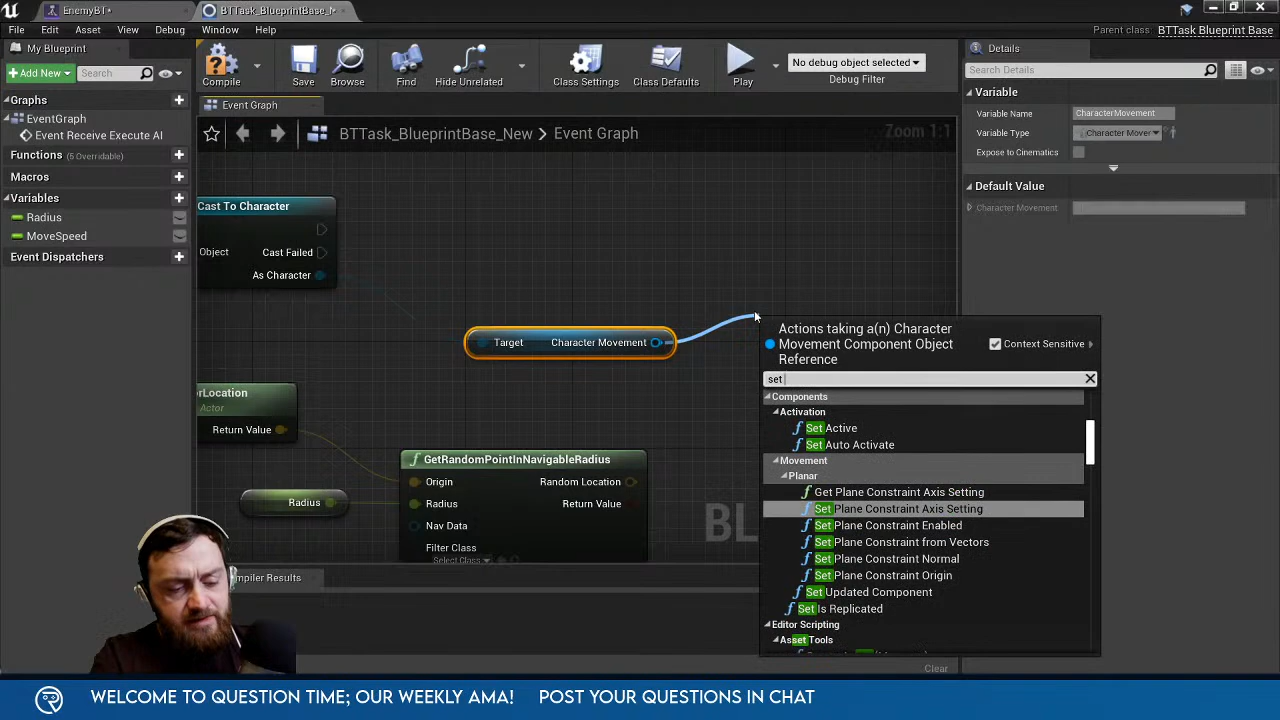 EnemyBT•
BTTask_BlueprintBase_N
File
Edit
Asset
View
Debug
Window
Help
Parent class:
BTTask Blueprint Base
My Blueprint
Add New
Search
Compile
Save
Browse
Find
Hide Unrelated
Class Settings
Class Defaults
Play
No debug object selected
Debug Filter
Details
Search Details
Graphs
EventGraph
Event Receive Execute AI
Functions (5 Overridable)
Macros
Variables
Radius
MoveSpeed
Event Dispatchers
Event Graph
BTTask_BlueprintBase_New > Event Graph
Zoom 1:1
Variable
Variable Name
CharacterMovement
Variable Type
Character Mover
Expose to Cinematics
Default Value
Character Movement
Cast To Character
Object
Cast Failed
As Character
Target
Character Movement
orLocation
Actor
Return Value
Radius
GetRandomPointInNavigableRadius
Origin
Random Location
Radius
Return Value
Nav Data
Filter Class
Select Class
BL
Actions taking a(n) Character
Movement Component Object
Reference
Context Sensitive
set
Components
Activation
Set Active
Set Auto Activate
Movement
Planar
Get Plane Constraint Axis Setting
Set Plane Constraint Axis Setting
Set Plane Constraint Enabled
Set Plane Constraint from Vectors
Set Plane Constraint Normal
Set Plane Constraint Origin
Set Updated Component
Set Is Replicated
Editor Scripting
Asset Tools
mpiler Results
Clear
WELCOME TO QUESTION TIME; OUR WEEKLY AMA! POST YOUR QUESTIONS IN CHAT